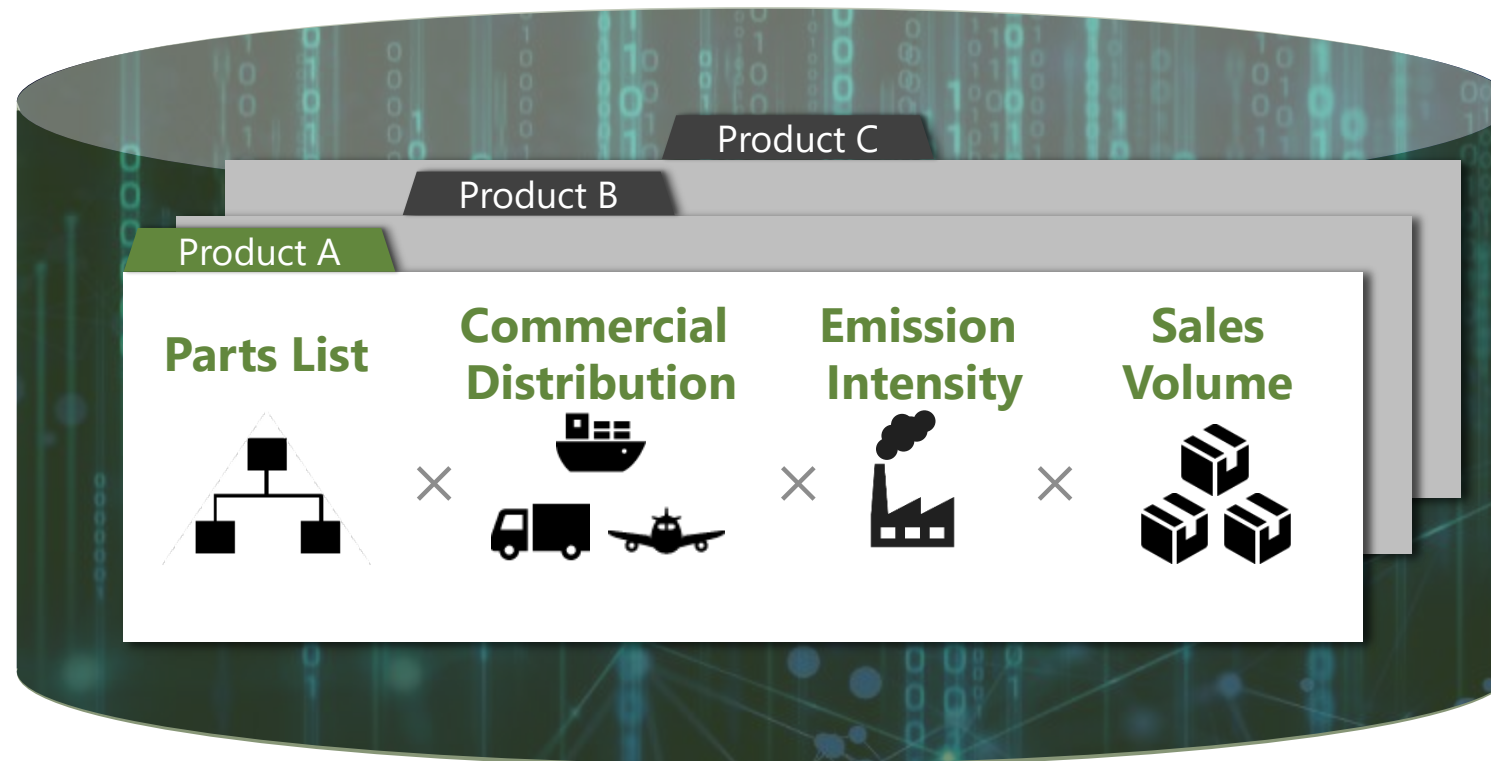 Product C
Product B
Product A
Parts List
Commercial
Distribution
Emission
Intensity
Sales
Volume
×
×
×